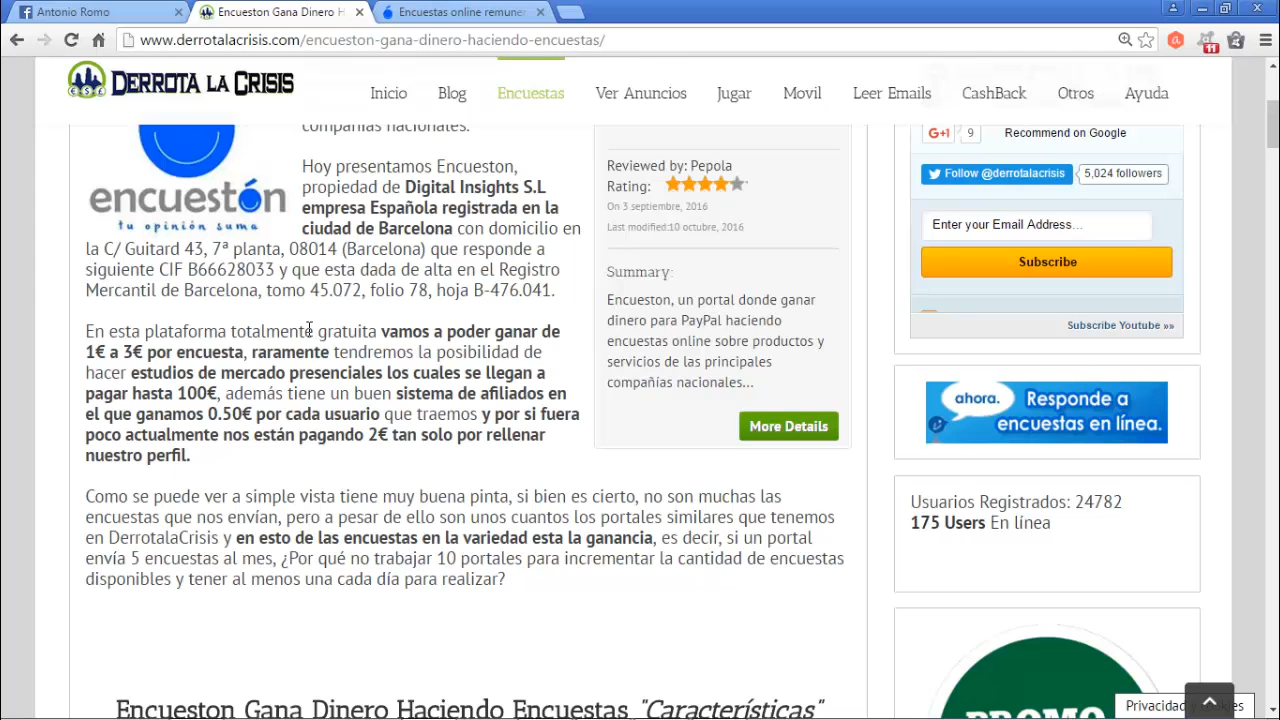 Antonio Romo
Encueston Gana Dinero H
Encuestas online remuner
www.derrotalacrisis.com/encueston-gana-dinero-haciendo-encuestas/
11
DERROTA LA CRISIS
Inicio
Blog
Encuestas
Ver Anuncios
Jugar
Movil
Leer Emails
CashBack
Otros
Ayuda
encuestón
tu opinión suma
compañías nacionales.
Hoy presentamos Encueston,
propiedad de Digital Insights S.L
empresa Española registrada en la
ciudad de Barcelona con domicilio en
la C/ Guitard 43, 7ª planta, 08014 (Barcelona) que responde a
siguiente CIF B66628033 y que esta dada de alta en el Registro
Mercantil de Barcelona, tomo 45.072, folio 78, hoja B-476.041.
En esta plataforma totalmente gratuita vamos a poder ganar de
1€ a 3€ por encuesta, raramente tendremos la posibilidad de
hacer estudios de mercado presenciales los cuales se llegan a
pagar hasta 100€, además tiene un buen sistema de afiliados en
el que ganamos 0.50€ por cada usuario que traemos y por si fuera
poco actualmente nos están pagando 2€ tan solo por rellenar
nuestro perfil.
Reviewed by: Pepola
Rating:
On 3 septiembre, 2016
Last modified:10 octubre, 2016
Summary:
Encueston, un portal donde ganar
dinero para PayPal haciendo
encuestas online sobre productos y
servicios de las principales
compañías nacionales...
More Details
Como se puede ver a simple vista tiene muy buena pinta, si bien es cierto, no son muchas las
encuestas que nos envían, pero a pesar de ello son unos cuantos los portales similares que tenemos
en DerrotalaCrisis y en esto de las encuestas en la variedad esta la ganancia, es decir, si un portal
envía 5 encuestas al mes, ¿Por qué no trabajar 10 portales para incrementar la cantidad de encuestas
disponibles y tener al menos una cada día para realizar?
Encueston Gana Dinero Haciendo Encuestas "Características"
G+1
9
Recommend on Google
Follow @derrotalacrisis
5,024 followers
Enter your Email Address...
Subscribe
Subscribe Youtube »»
ahora.
Responde a
encuestas en línea.
Usuarios Registrados: 24782
175 Users En línea
PROMO
Privacidad y cookies